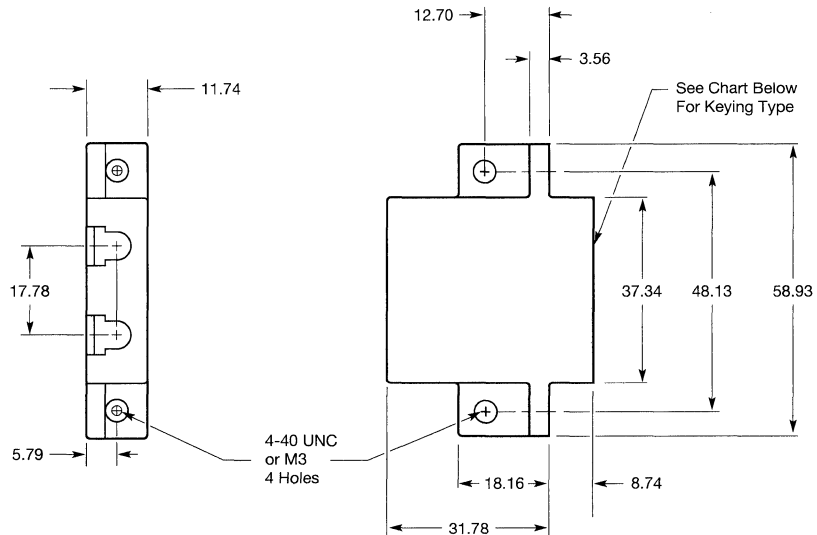 12.70
3.56
11.74
See Chart Below
For Keying Type
17.78
37.34
48.13
58.93
4-40 UNC
or M3
4 Holes
5.79
18.16
8.74
31.78